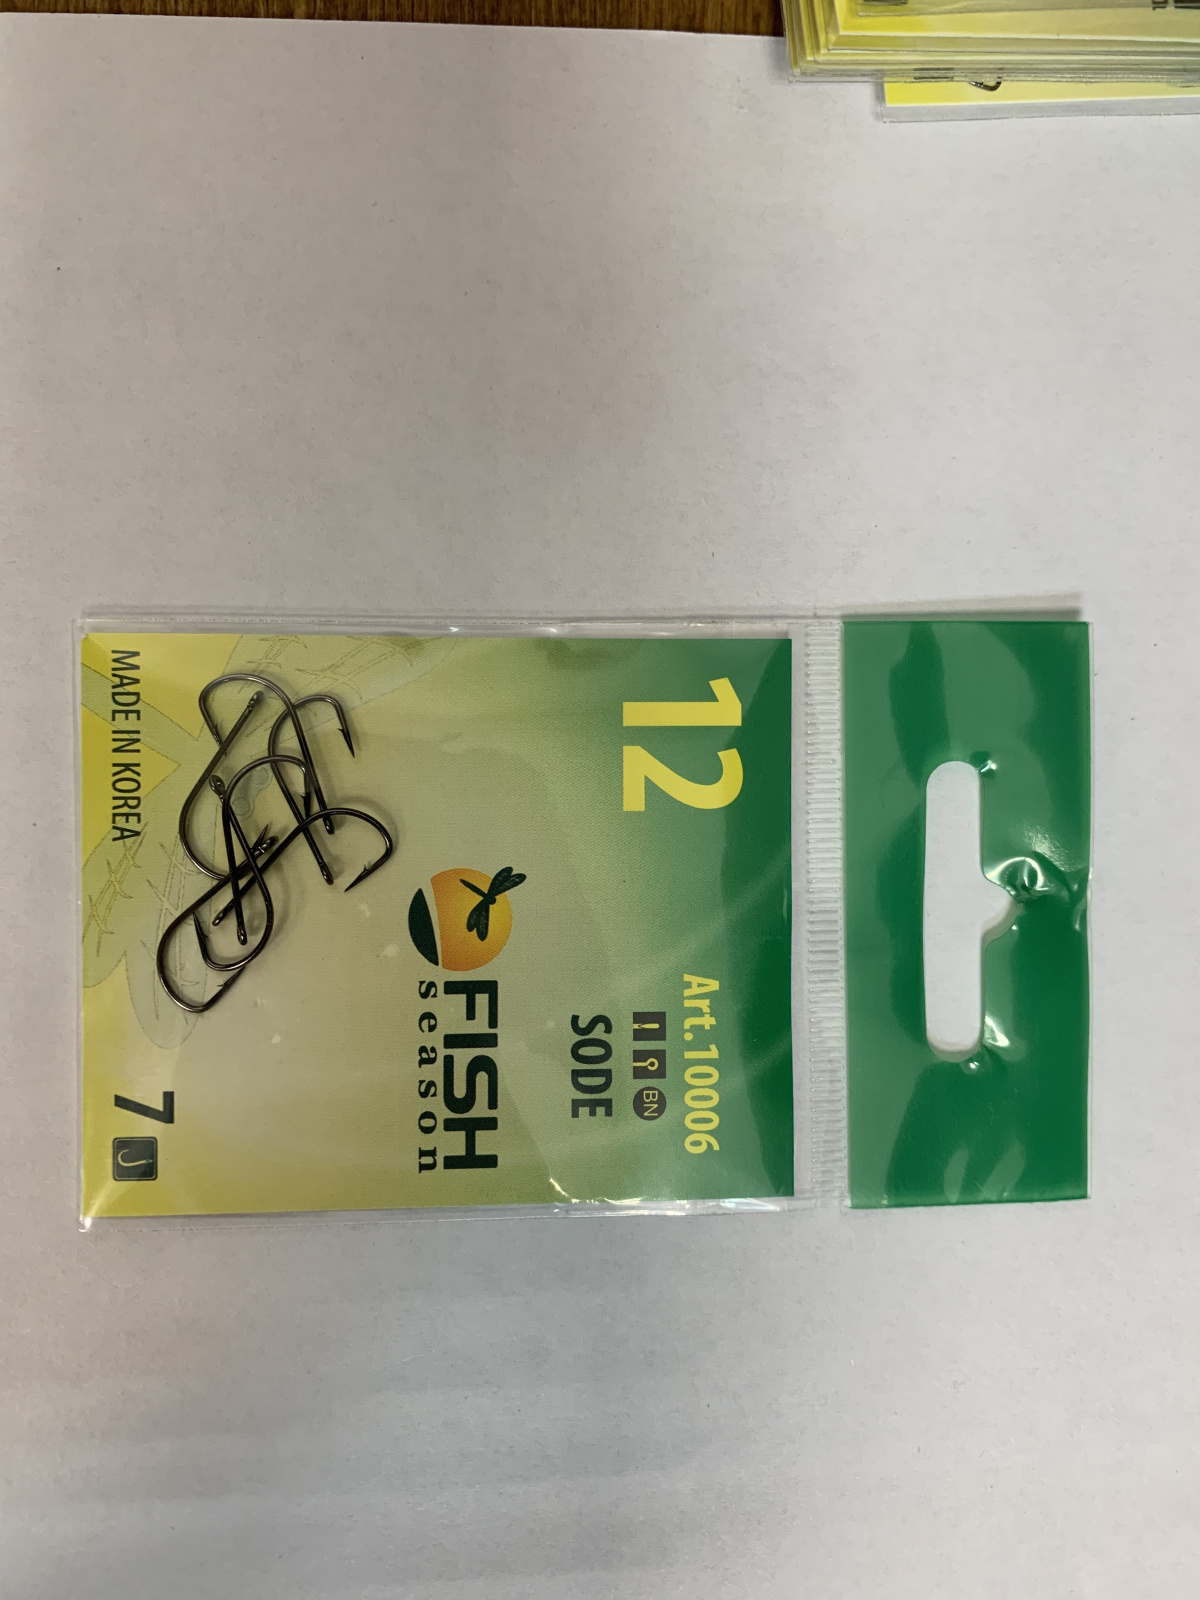 12
Art.10006
BN
SODE
FISH
season
7
MADE IN KOREA